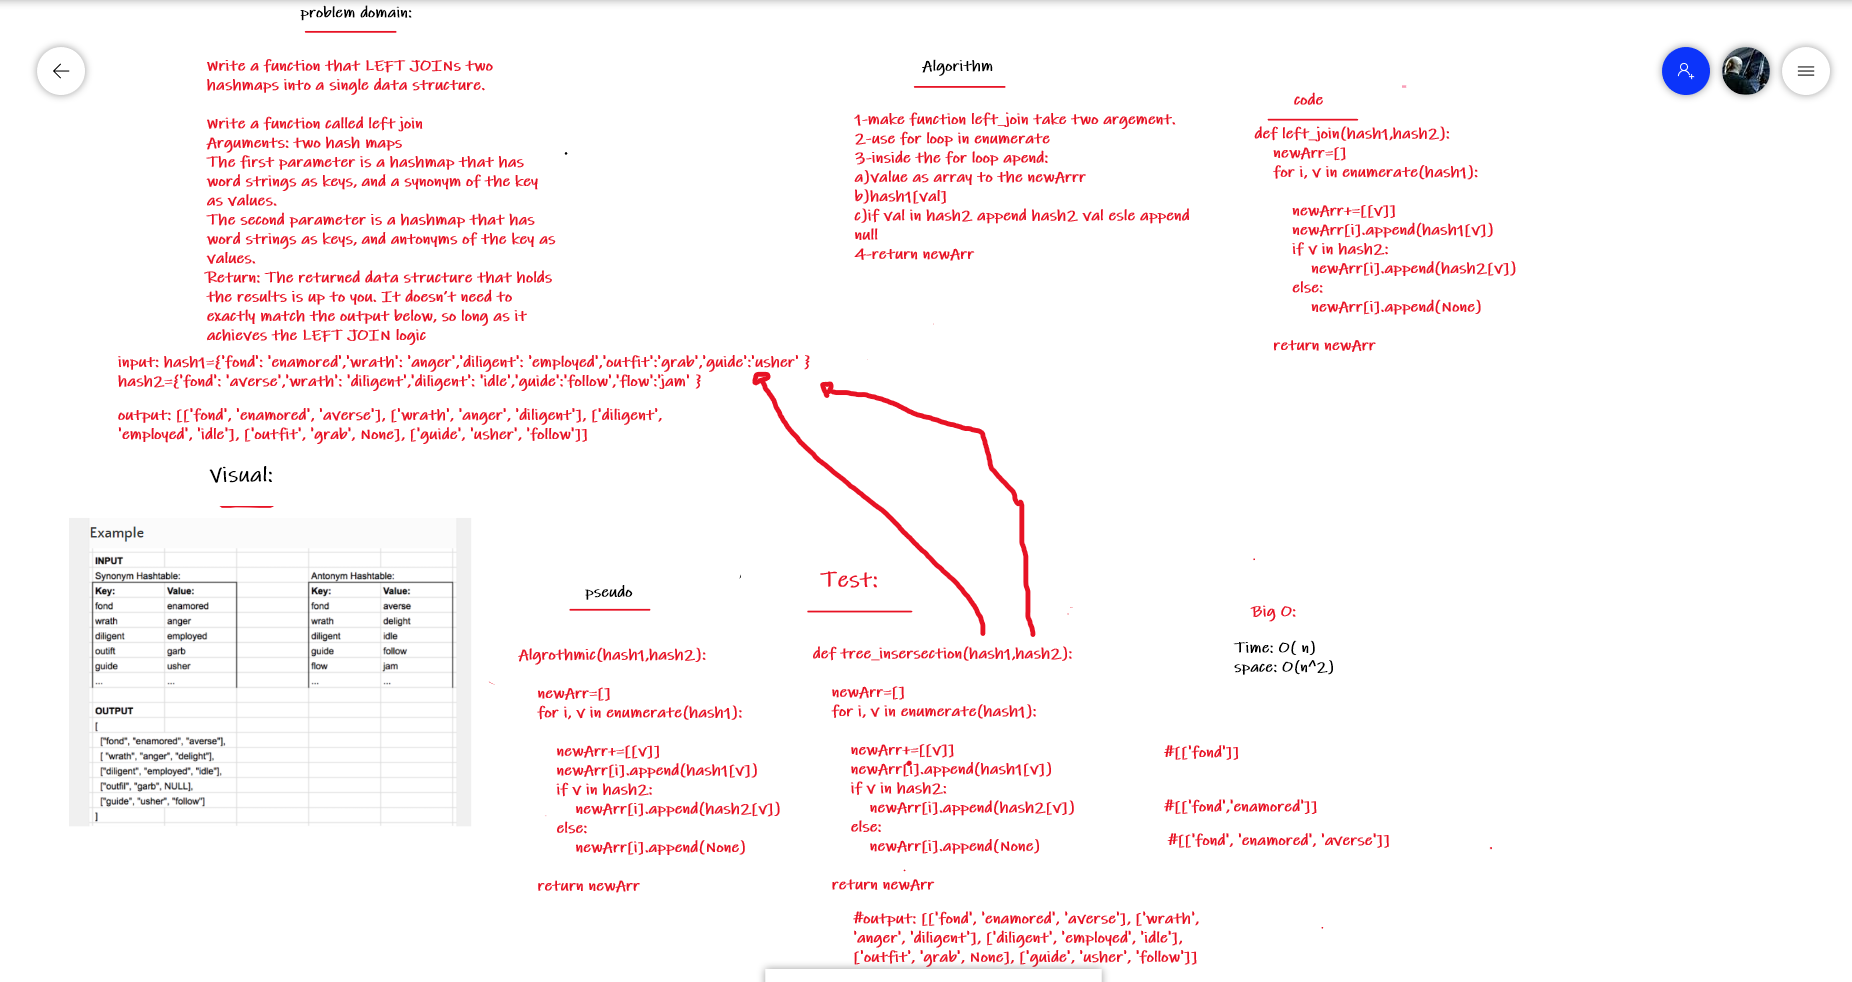 problem domain:
Write a function that LEFT JOINs two
hashmaps into a single data structure.
Write a function called left join
Arguments: two hash maps
The first parameter is a hashmap that has
word strings as keys, and a synonym of the key
as values.
The second parameter is a hashmap that has
word strings as keys, and antonyms of the key as
values.
Return: The returned data structure that holds
the results is up to you. It doesn't need to
exactly match the output below, so long as it
achieves the LEFT JOIN logic
input: hash1={'fond': 'enamored','wrath': 'anger','diligent': 'employed','outfit':'grab','guide':'usher' }
hash2={'fond': 'averse','wrath': 'diligent','diligent': 'idle','guide':'follow','flow':'jam' }
output: [['fond', 'enamored', 'averse'], ['wrath', 'anger', 'diligent'], ['diligent',
'employed', 'idle'], ['outfit', 'grab', None], ['guide', 'usher', 'follow']]
Algorithm
1-make function left_join take two argement.
2-use for loop in enumerate
3-inside the for loop apend:
a)value as array to the newArrr
b)hash1[val]
c)if val in hash2 append hash2 val esle append
null
4-return newArr
code
def left_join(hash1,hash2):
newArr=[]
for i, v in enumerate(hash1):
newArr+=[[v]]
newArr[i].append(hash1[v])
if v in hash2:
newArr[i].append(hash2[v])
else:
newArr[i].append(None)
return newArr
Visual:
Example
INPUT
Synonym Hashtable: Antonym Hashtable:
Key: Value: Key: Value:
fond enamored fond averse
wrath anger wrath delight
diligent employed diligent idle
outift garb guide follow
guide usher flow jam
... ... ... ...
OUTPUT
[
["fond", "enamored", "averse"],
[ "wrath", "anger", "delight"],
["diligent", "employed", "idle"],
["outfit", "garb", NULL],
["guide", "usher", "follow"]
]
pseudo
Algrothmic(hash1,hash2):
newArr=[]
for i, v in enumerate(hash1):
newArr+=[[v]]
newArr[i].append(hash1[v])
if v in hash2:
newArr[i].append(hash2[v])
else:
newArr[i].append(None)
return newArr
Test:
def tree_insersection(hash1,hash2):
newArr=[]
for i, v in enumerate(hash1):
newArr+=[[v]]
newArr[i].append(hash1[v])
if v in hash2:
newArr[i].append(hash2[v])
else:
newArr[i].append(None)
return newArr
#output: [['fond', 'enamored', 'averse'], ['wrath',
'anger', 'diligent'], ['diligent', 'employed', 'idle'],
['outfit', 'grab', None], ['guide', 'usher', 'follow']]
#[['fond']]
#[['fond','enamored']]
#[['fond', 'enamored', 'averse']]
Big O:
Time: O( n)
space: O(n^2)